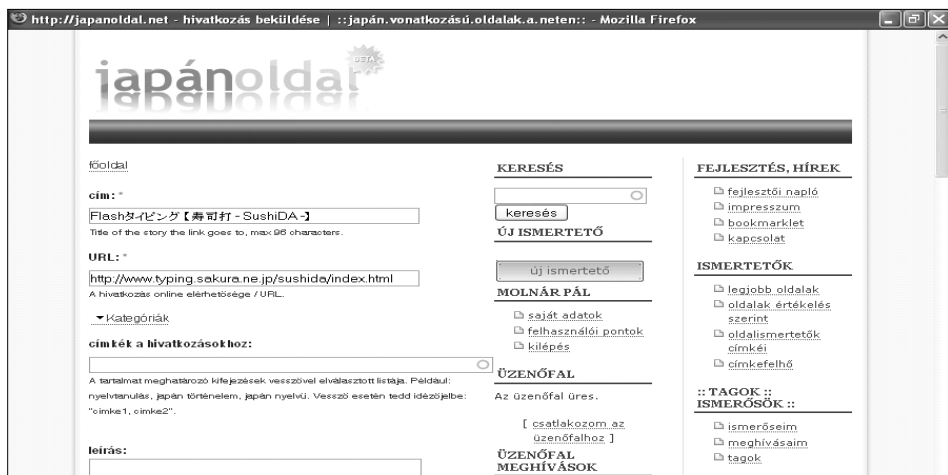 http://japanoldal.net - hivatkozás beküldése | ::japán.vonatkozású.oldalak.a.neten:: - Mozilla Firefox
japánoldal
BETA
főoldal
cím: *
Flashタイピング【寿司打 - SushiDA -】
Title of the story the link goes to, max 96 characters.
URL: *
http://www.typing.sakura.ne.jp/sushida/index.html
A hivatkozás online elérhetősége / URL.
Kategóriák
címkék a hivatkozásokhoz:
A tartalmat meghatározó kifejezések vesszővel elválasztott listája. Például:
nyelvtanulás, japán történelem, japán nyelvű. Vessző esetén tedd idézőjelbe:
"cimke1, cimke2".
leírás:
KERESÉS
keresés
ÚJ ISMERTETŐ
új ismertető
MOLNÁR PÁL
saját adatok
felhasználói pontok
kilépés
ÜZENŐFAL
Az üzenőfal üres.
[ csatlakozom az
üzenőfalhoz ]
ÜZENŐFAL
MEGHÍVÁSOK
FEJLESZTÉS, HÍREK
fejlesztői napló
impresszum
bookmarklet
kapcsolat
ISMERTETŐK
legjobb oldalak
oldalak értékelés
szerint
oldalismertetők
címkéi
címkefelhő
:: TAGOK ::
ISMERŐSÖK ::
ismerőseim
meghívásaim
tagok